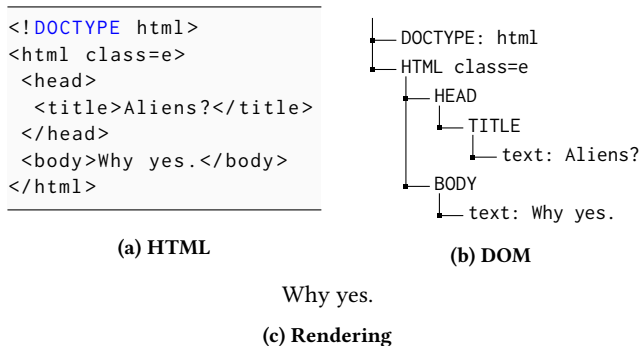 <!DOCTYPE html>
<html class=e>
<head>
<title>Aliens?</title>
</head>
<body>Why yes.</body>
</html>
(a) HTML
DOCTYPE: html
HTML class=e
HEAD
TITLE
text: Aliens?
BODY
text: Why yes.
(b) DOM
Why yes.
(c) Rendering